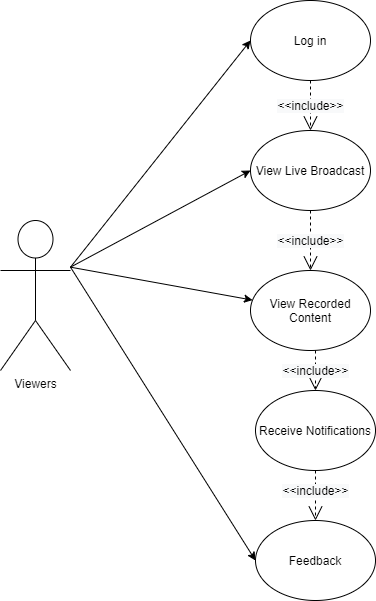 Log in
<<include>>
View Live Broadcast
<<include>>
View Recorded
Content
<<include>>
Viewers
Receive Notifications
<<include>>
Feedback